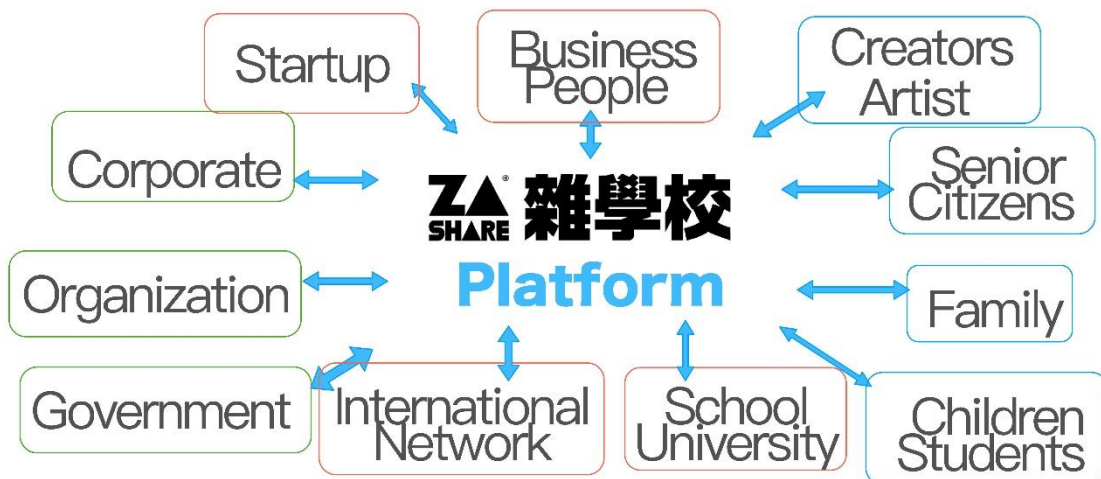 Startup
Business
People
Creators
Artist
Corporate
Senior
Citizens
ZA®
SHARE
雜學校
Platform
Organization
Family
Government
International
Network
School
University
Children
Students